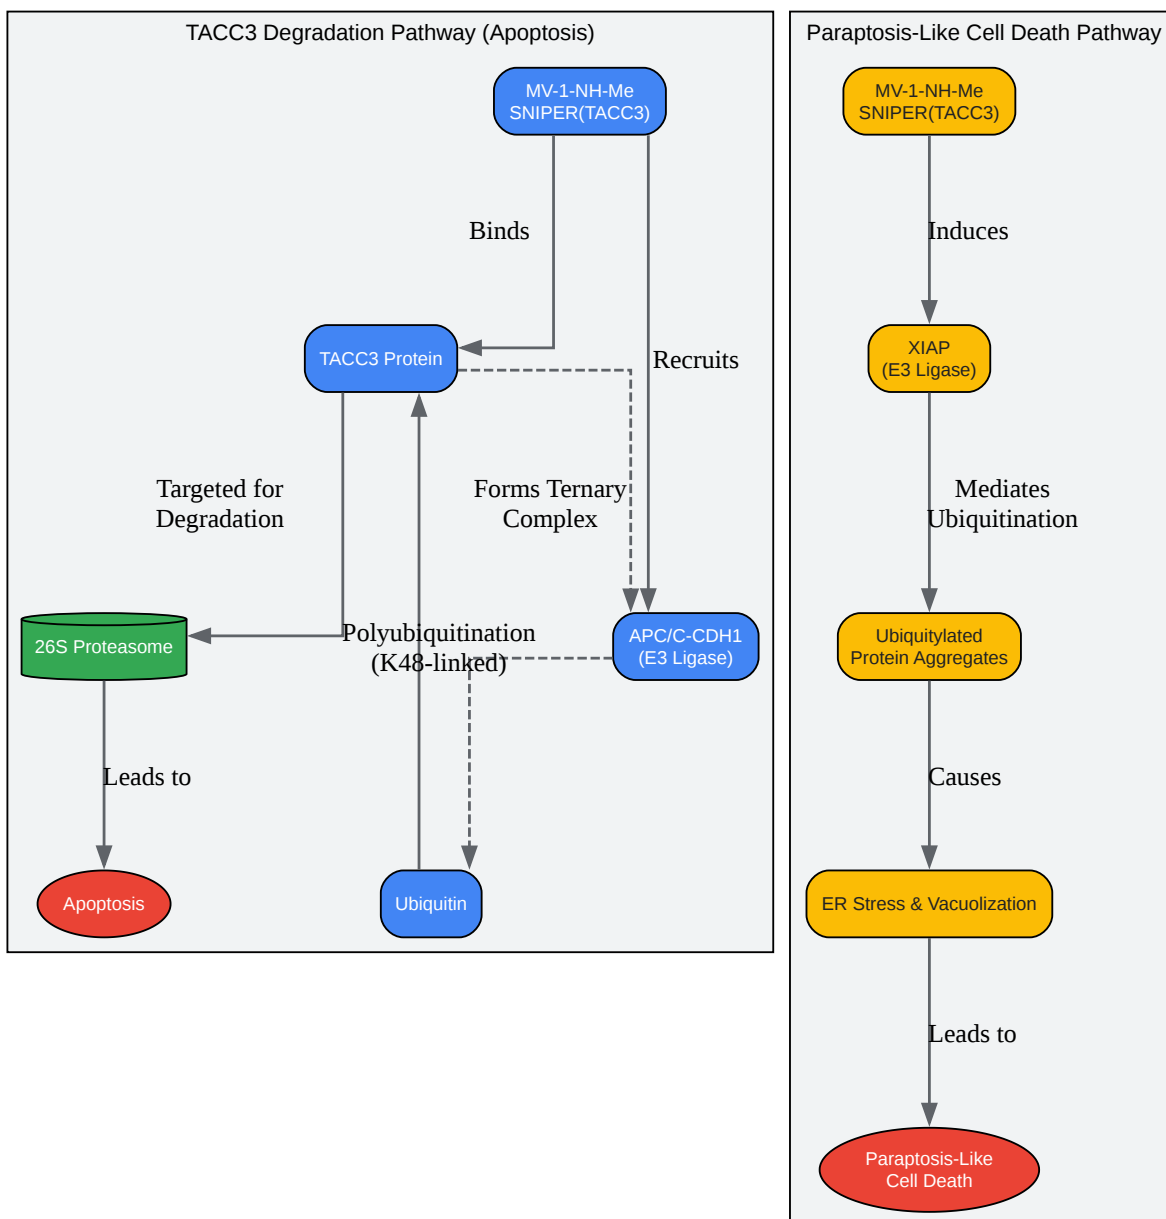 TACC3 Degradation Pathway (Apoptosis)
MV-1-NH-Me
SNIPER(TACC3)
Binds
TACC3 Protein
Recruits
Targeted for
Degradation
Forms Ternary
Complex
26S Proteasome
Polyubiquitination
(K48-linked)
APC/C-CDH1
(E3 Ligase)
Leads to
Apoptosis
Ubiquitin
Paraptosis-Like Cell Death Pathway
MV-1-NH-Me
SNIPER(TACC3)
Induces
XIAP
(E3 Ligase)
Mediates
Ubiquitination
Ubiquitylated
Protein Aggregates
Causes
ER Stress & Vacuolization
Leads to
Paraptosis-Like
Cell Death